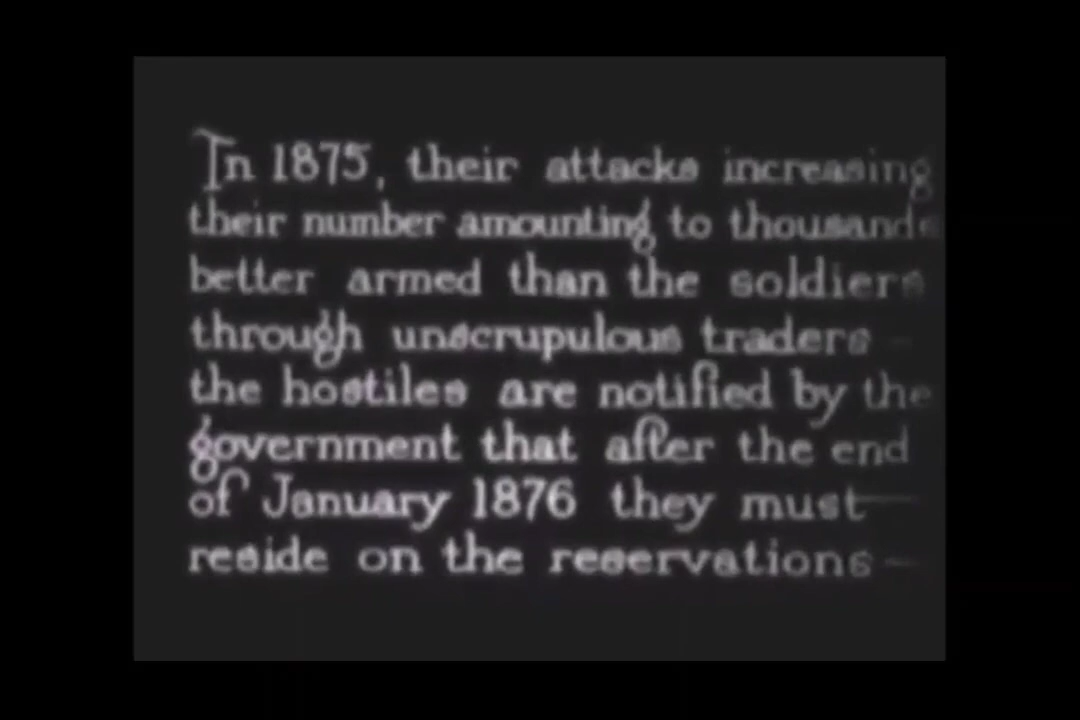 In 1875, their attacks increasing
their number amounting to thousands
better armed than the soldiers
through unscrupulous traders -
the hostiles are notified by the
government that after the end
of January 1876 they must—
reside on the reservations —